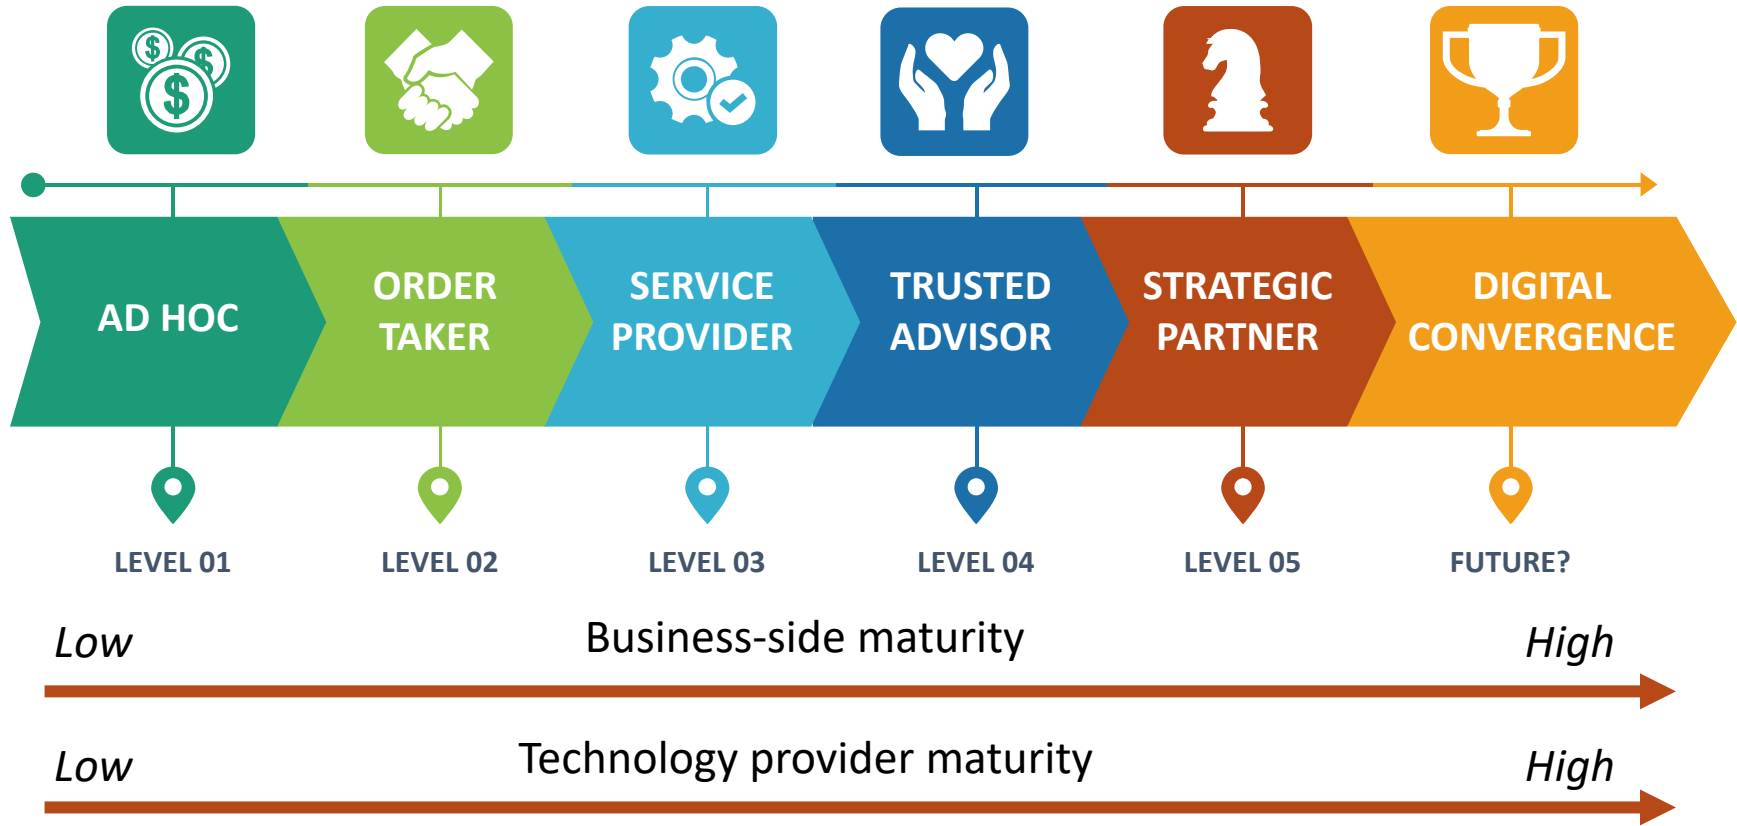 $ $ $
AD HOC
ORDER
TAKER
SERVICE
PROVIDER
TRUSTED
ADVISOR
STRATEGIC
PARTNER
DIGITAL
CONVERGENCE
LEVEL 01
LEVEL 02
LEVEL 03
LEVEL 04
LEVEL 05
FUTURE?
Low
Business-side maturity
High
Low
Technology provider maturity
High